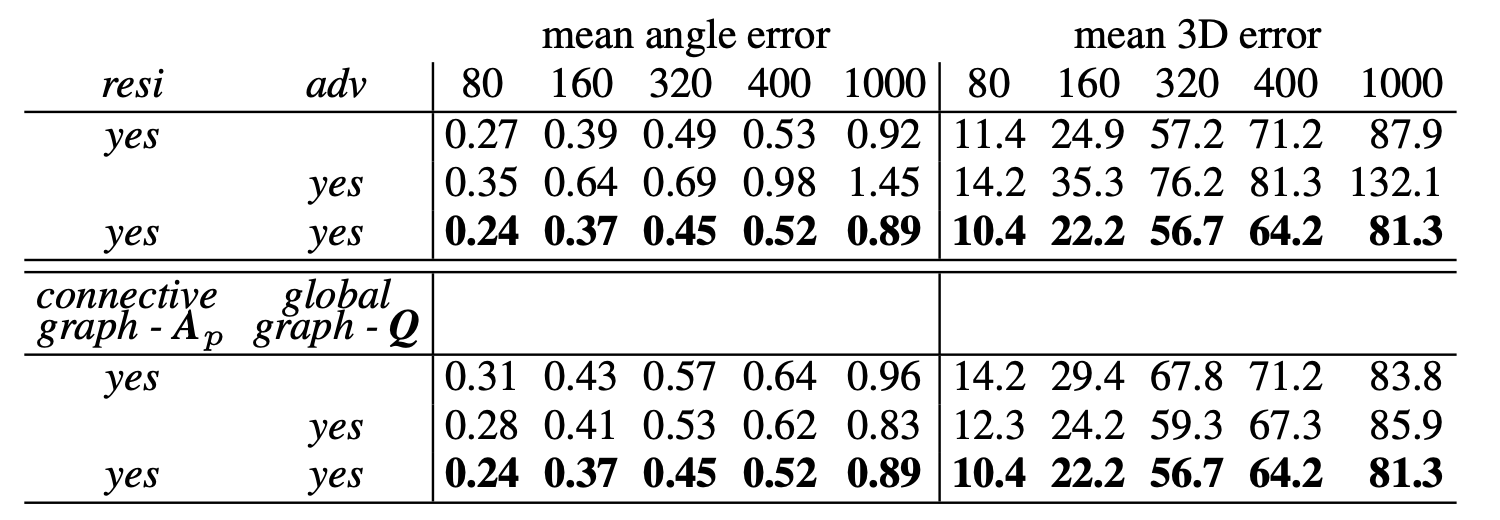 mean angle error mean 3D error
resi adv 80 160 320 400 1000 80 160 320 400 1000
yes 0.27 0.39 0.49 0.53 0.92 11.4 24.9 57.2 71.2 87.9
yes 0.35 0.64 0.69 0.98 1.45 14.2 35.3 76.2 81.3 132.1
yes yes 0.24 0.37 0.45 0.52 0.89 10.4 22.2 56.7 64.2 81.3
connective global
graph - Ap graph - Q
yes 0.31 0.43 0.57 0.64 0.96 14.2 29.4 67.8 71.2 83.8
yes 0.28 0.41 0.53 0.62 0.83 12.3 24.2 59.3 67.3 85.9
yes yes 0.24 0.37 0.45 0.52 0.89 10.4 22.2 56.7 64.2 81.3